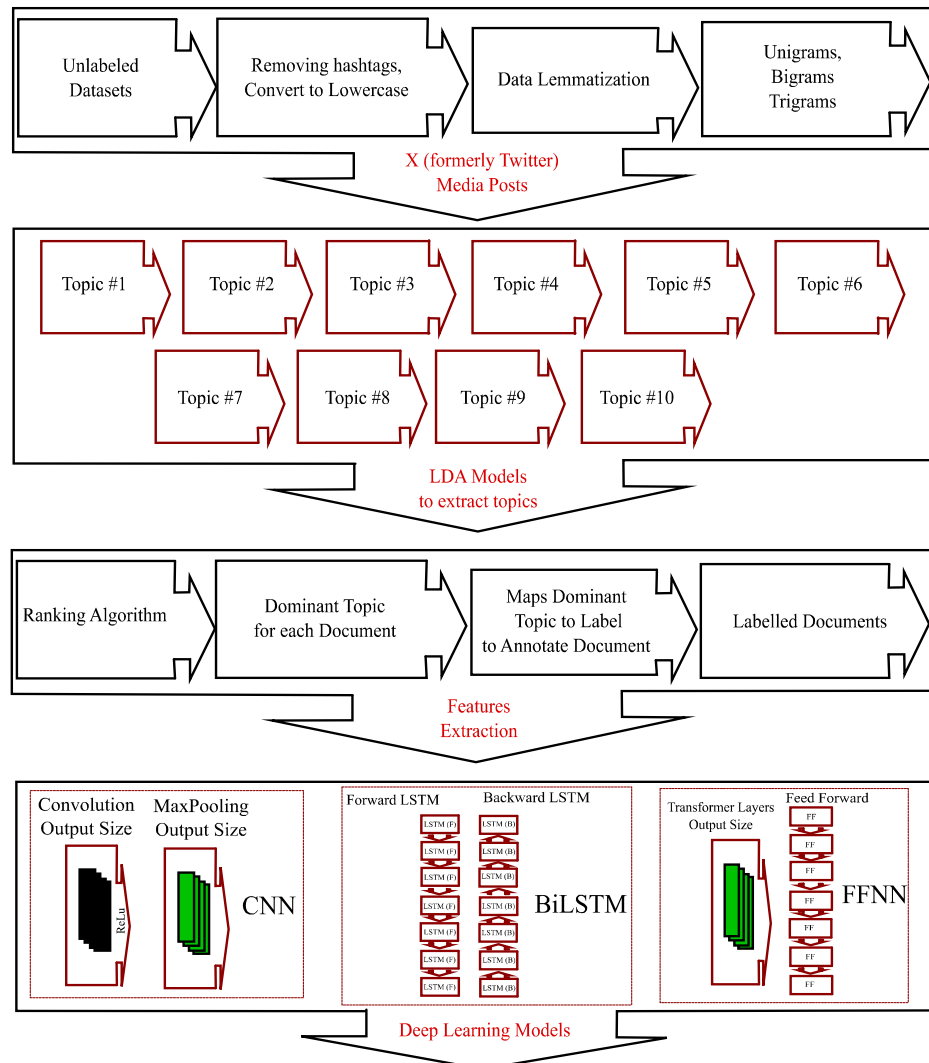 Unlabeled
Datasets
Removing hashtags,
Convert to Lowercase
Data Lemmatization
Unigrams,
Bigrams
Trigrams
X (formerly Twitter)
Media Posts
Topic #1
Topic #2
Topic #3
Topic #4
Topic #5
Topic #6
Topic #7
Topic #8
Topic #9
Topic #10
LDA Models
to extract topics
Ranking Algorithm
Dominant Topic
for each Document
Maps Dominant
Topic to Label
to Annotate Document
Labelled Documents
Features
Extraction
Convolution
Output Size
MaxPooling
Output Size
ReLu
CNN
Forward LSTM
Backward LSTM
LSTM (F)
LSTM (B)
LSTM (F)
LSTM (B)
LSTM (F)
LSTM (B)
LSTM (F)
LSTM (B)
LSTM (F)
LSTM (B)
LSTM (F)
LSTM (B)
LSTM (F)
LSTM (B)
BiLSTM
Transformer Layers
Output Size
Feed Forward
FF
FF
FF
FF
FF
FF
FF
FFNN
Deep Learning Models